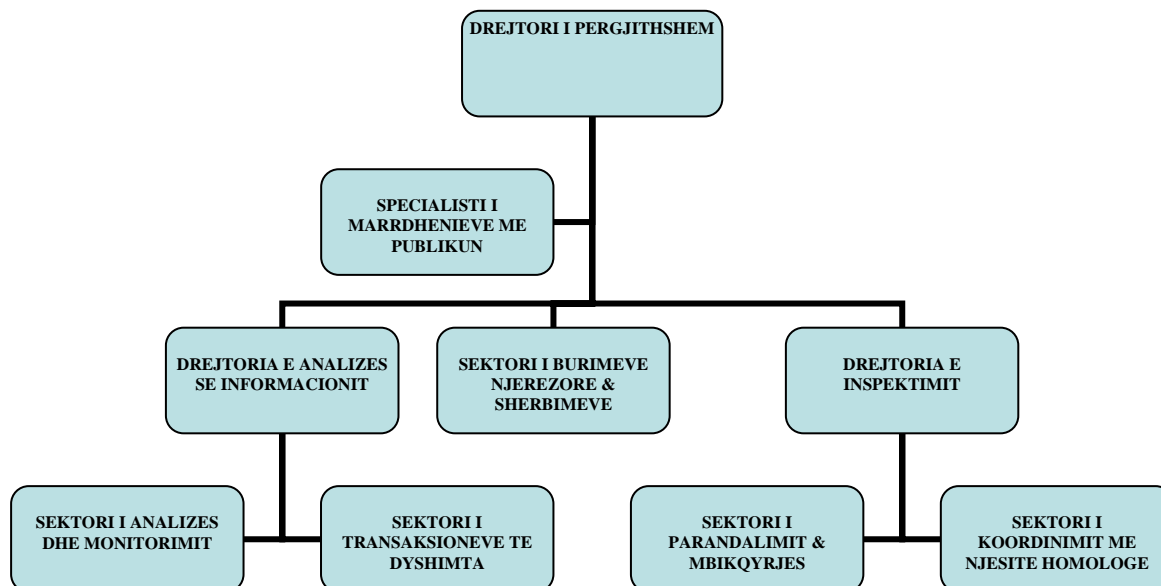 DREJTORI I PERGJITHSHEM
SPECIALISTI I
MARRDHENIEVE ME
PUBLIKUN
DREJTORIA E ANALIZES
SE INFORMACIONIT
SEKTORI I BURIMEVE
NJEREZORE &
SHERBIMEVE
DREJTORIA E
INSPEKTIMIT
SEKTORI I ANALIZES
DHE MONITORIMIT
SEKTORI I
TRANSAKSIONEVE TE
DYSHIMTA
SEKTORI I
PARANDALIMIT &
MBIKQYRJES
SEKTORI I
KOORDINIMIT ME
NJESITE HOMOLOGE